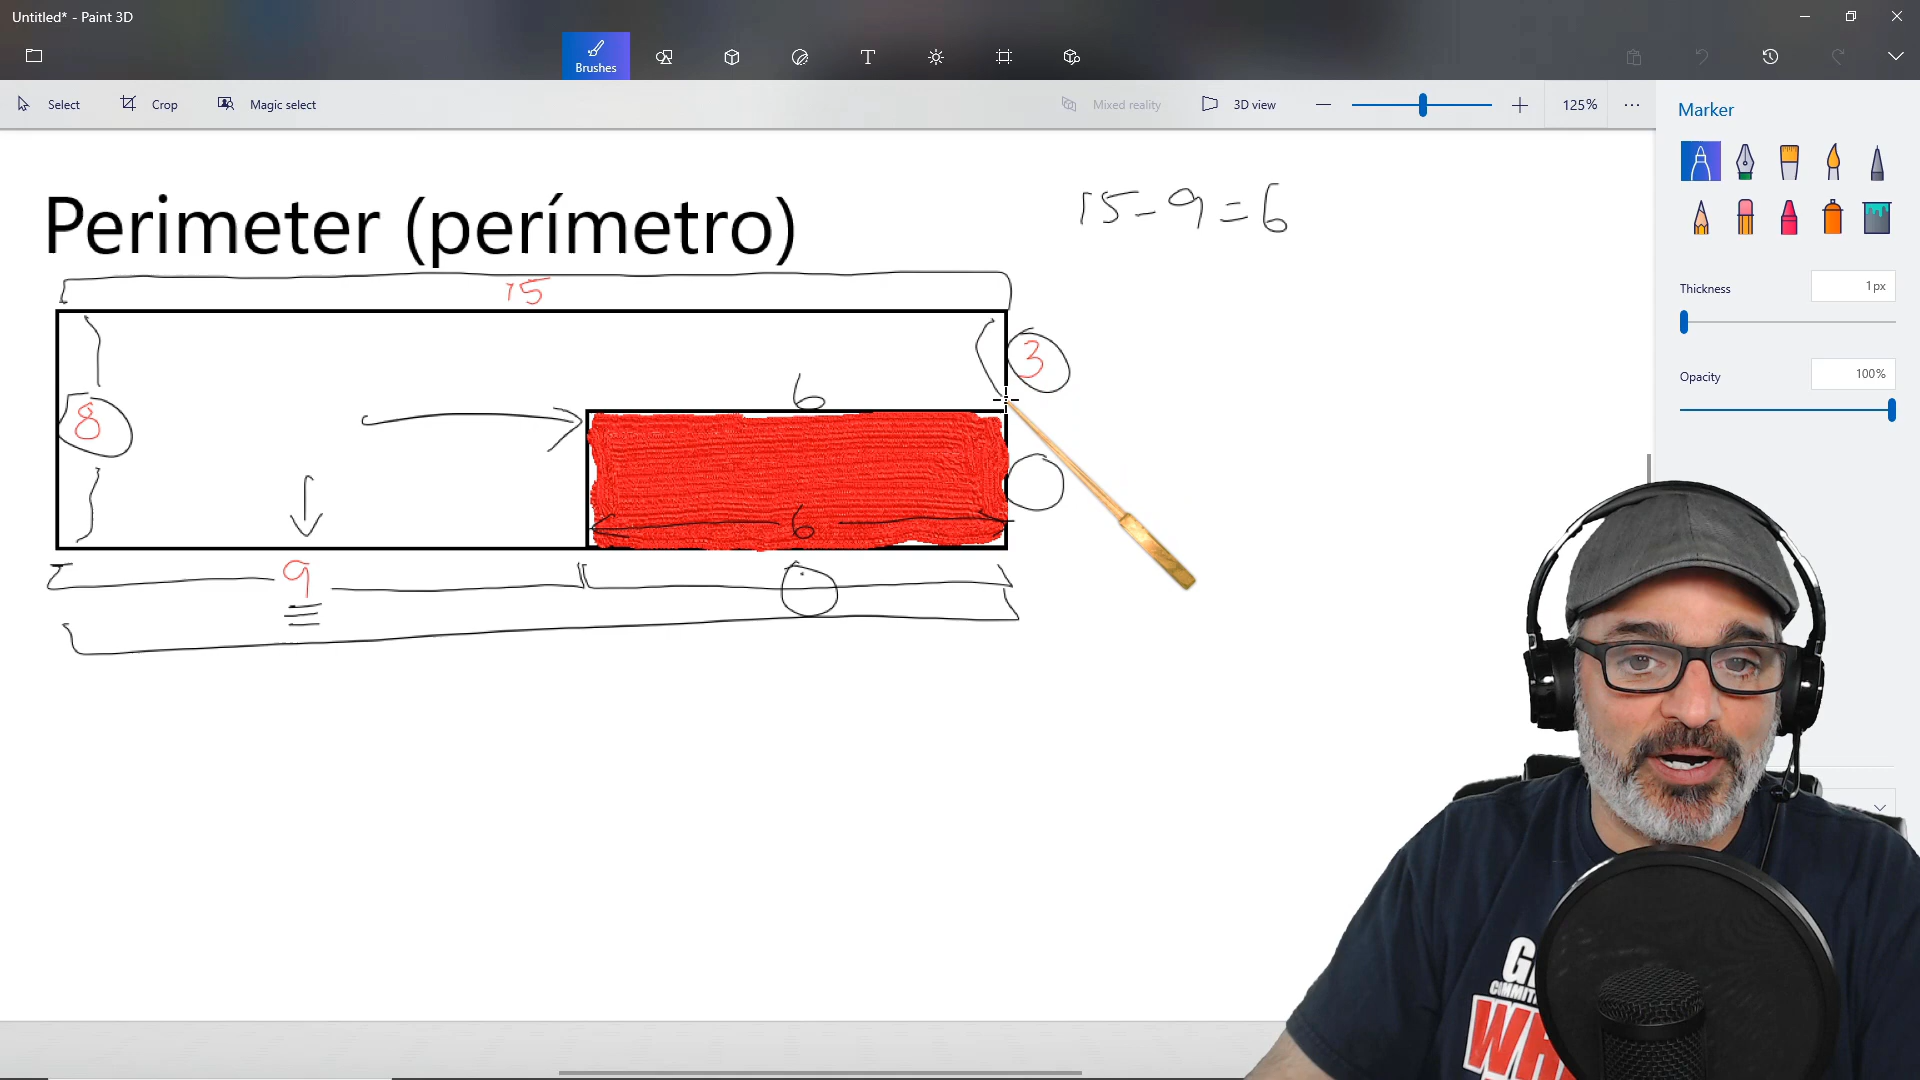 Untitled* - Paint 3D
Brushes
Select
Crop
Magic select
Mixed reality
3D view
125%
Marker
Perimeter (perímetro)
15-9=6
15
3
8
6
6
9
Thickness
1px
Opacity
100%